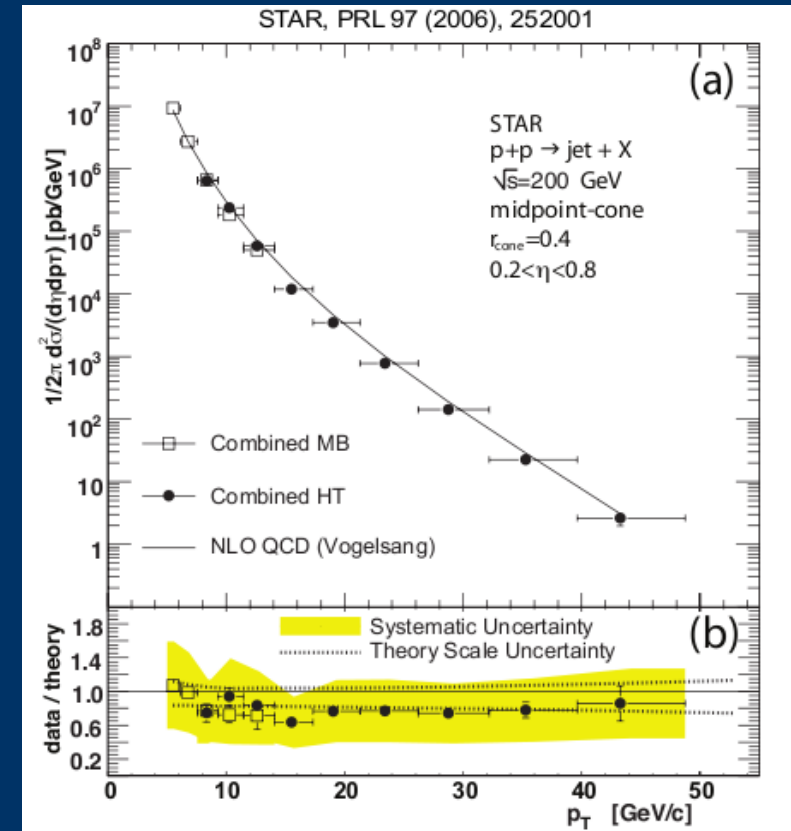 STAR, PRL 97 (2006), 252001
(a)
1/2π d²σ/(dηdpT) [pb/GeV]
10⁸
10⁷
10⁶
10⁵
10⁴
10³
10²
10
1
STAR
p+p → jet + X
√s=200 GeV
midpoint-cone
r_cone=0.4
0.2<η<0.8
Combined MB
Combined HT
NLO QCD (Vogelsang)
(b)
data / theory
1.8
1.4
1.0
0.6
0.2
Systematic Uncertainty
Theory Scale Uncertainty
0 10 20 30 40 50
p_T [GeV/c]